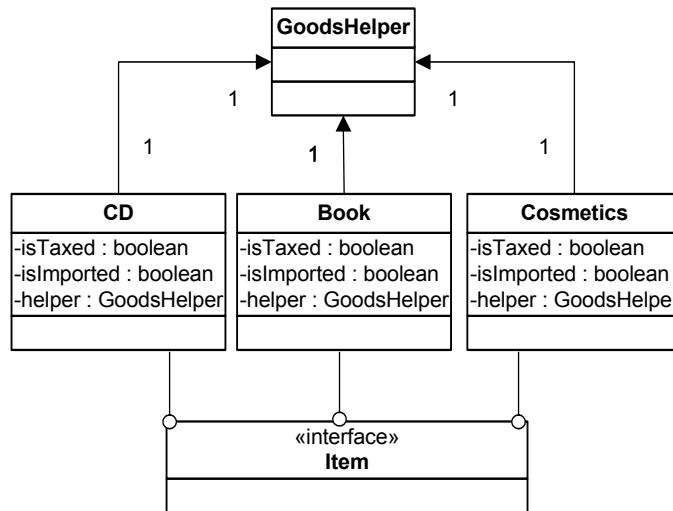 GoodsHelper
1
1
1
1
1
1
CD
-isTaxed : boolean
-isImported : boolean
-helper : GoodsHelper
Book
-isTaxed : boolean
-isImported : boolean
-helper : GoodsHelper
Cosmetics
-isTaxed : boolean
-isImported : boolean
-helper : GoodsHelpe
«interface»
Item